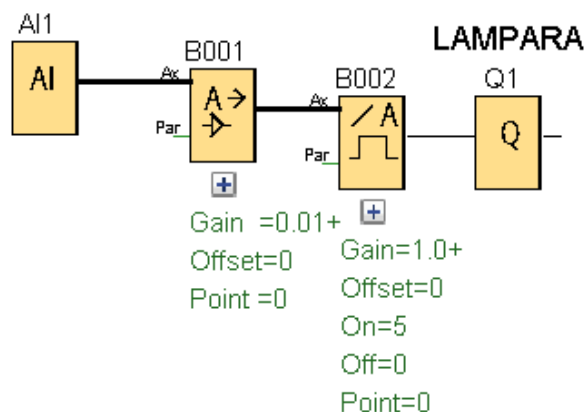 AI1
AI
B001
Ax
A→
Par
Gain =0.01+
Offset=0
Point =0
B002
Ax
A
Par
Gain=1.0+
Offset=0
On=5
Off=0
Point=0
LAMPARA
Q1
Q